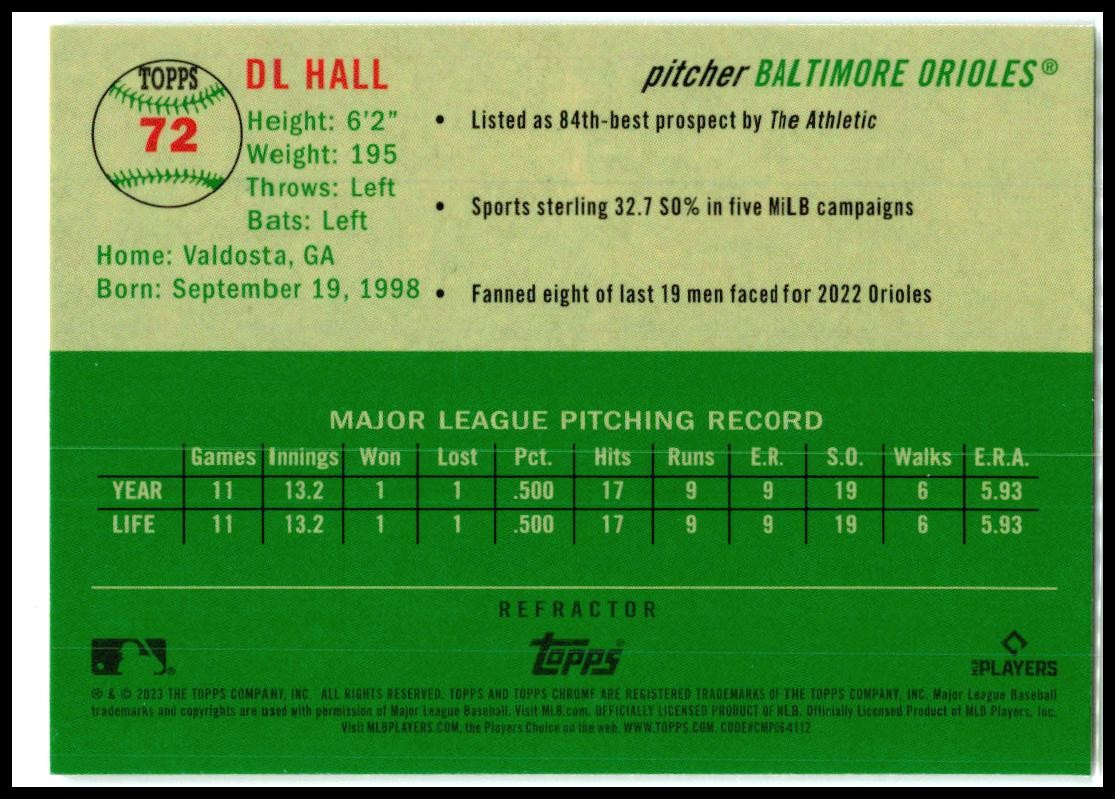 TOPPS
72
DL HALL
pitcher BALTIMORE ORIOLES®
Height: 6'2"
Weight: 195
Throws: Left
Bats: Left
Home: Valdosta, GA
Born: September 19, 1998
• Listed as 84th-best prospect by The Athletic
• Sports sterling 32.7 SO% in five MiLB campaigns
• Fanned eight of last 19 men faced for 2022 Orioles
MAJOR LEAGUE PITCHING RECORD
Games Innings Won Lost Pct. Hits Runs E.R. S.O. Walks E.R.A.
YEAR 11 13.2 1 1 .500 17 9 9 19 6 5.93
LIFE 11 13.2 1 1 .500 17 9 9 19 6 5.93
REFRACTOR
topps
PLAYERS
® & © 2023 THE TOPPS COMPANY, INC. ALL RIGHTS RESERVED. TOPPS AND TOPPS CHROME ARE REGISTERED TRADEMARKS OF THE TOPPS COMPANY, INC. Major League Baseball
trademarks and copyrights are used with permission of Major League Baseball. Visit MLB.com. OFFICIALLY LICENSED PRODUCT OF MLB. Officially Licensed Product of MLB Players, Inc.
Visit MLBPLAYERS.COM, the Players Choice on the web. WWW.TOPPS.COM. CODE#CMP064112